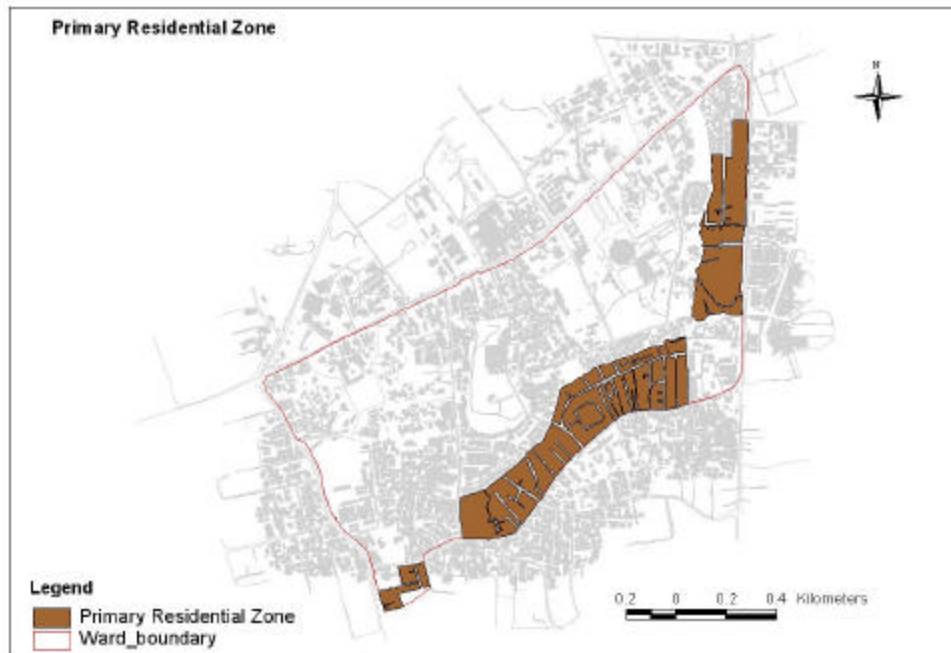 Primary Residential Zone
N
Legend
Primary Residential Zone
Ward_boundary
0.2 0 0.2 0.4 Kilometers